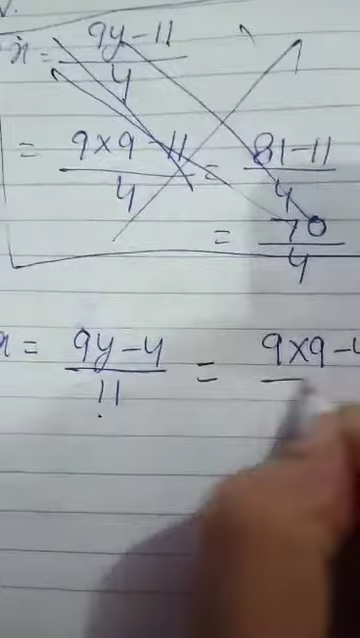 x = 9y-11/4
= 9×9-11/4 = 81-11/4
= 70/4
x = 9y-4/11 = 9×9-4